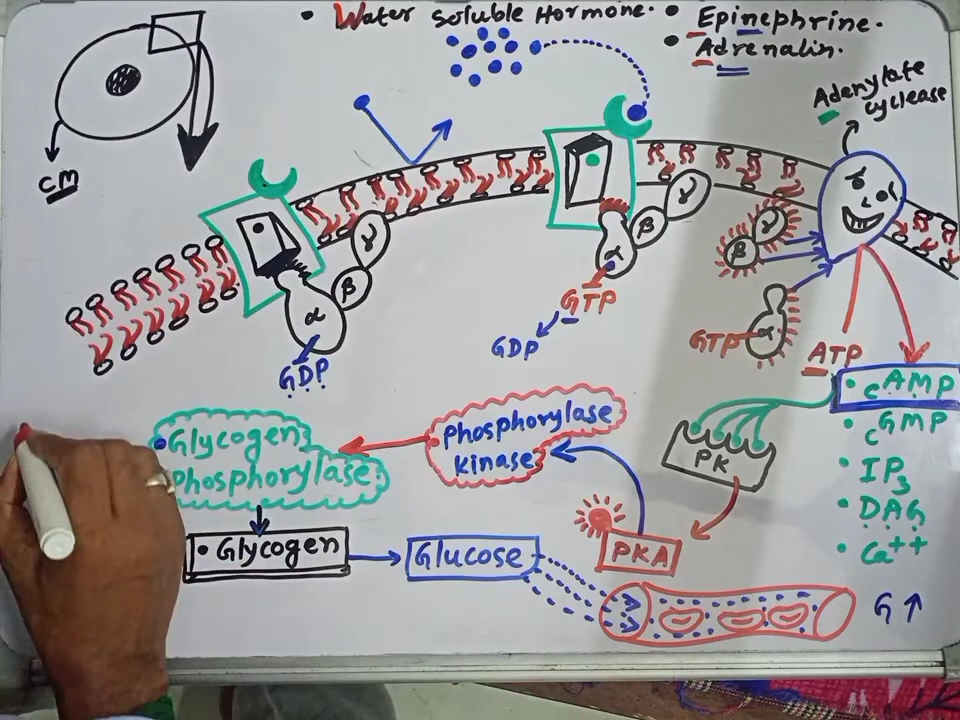 • Water soluble Hormone.
• Epinephrine.
• Adrenalin.
Adenylate
cyclease
CM
α
β
γ
GDP
α
β
γ
GTP
GDP
β
γ
α
GTP
ATP
• cAMP
• cGMP
• IP3
• DAG
• Ca++
PK
PKA
Phosphorylase
kinase
• Glycogen
Phosphorylase
• Glycogen
Glucose
G ↑